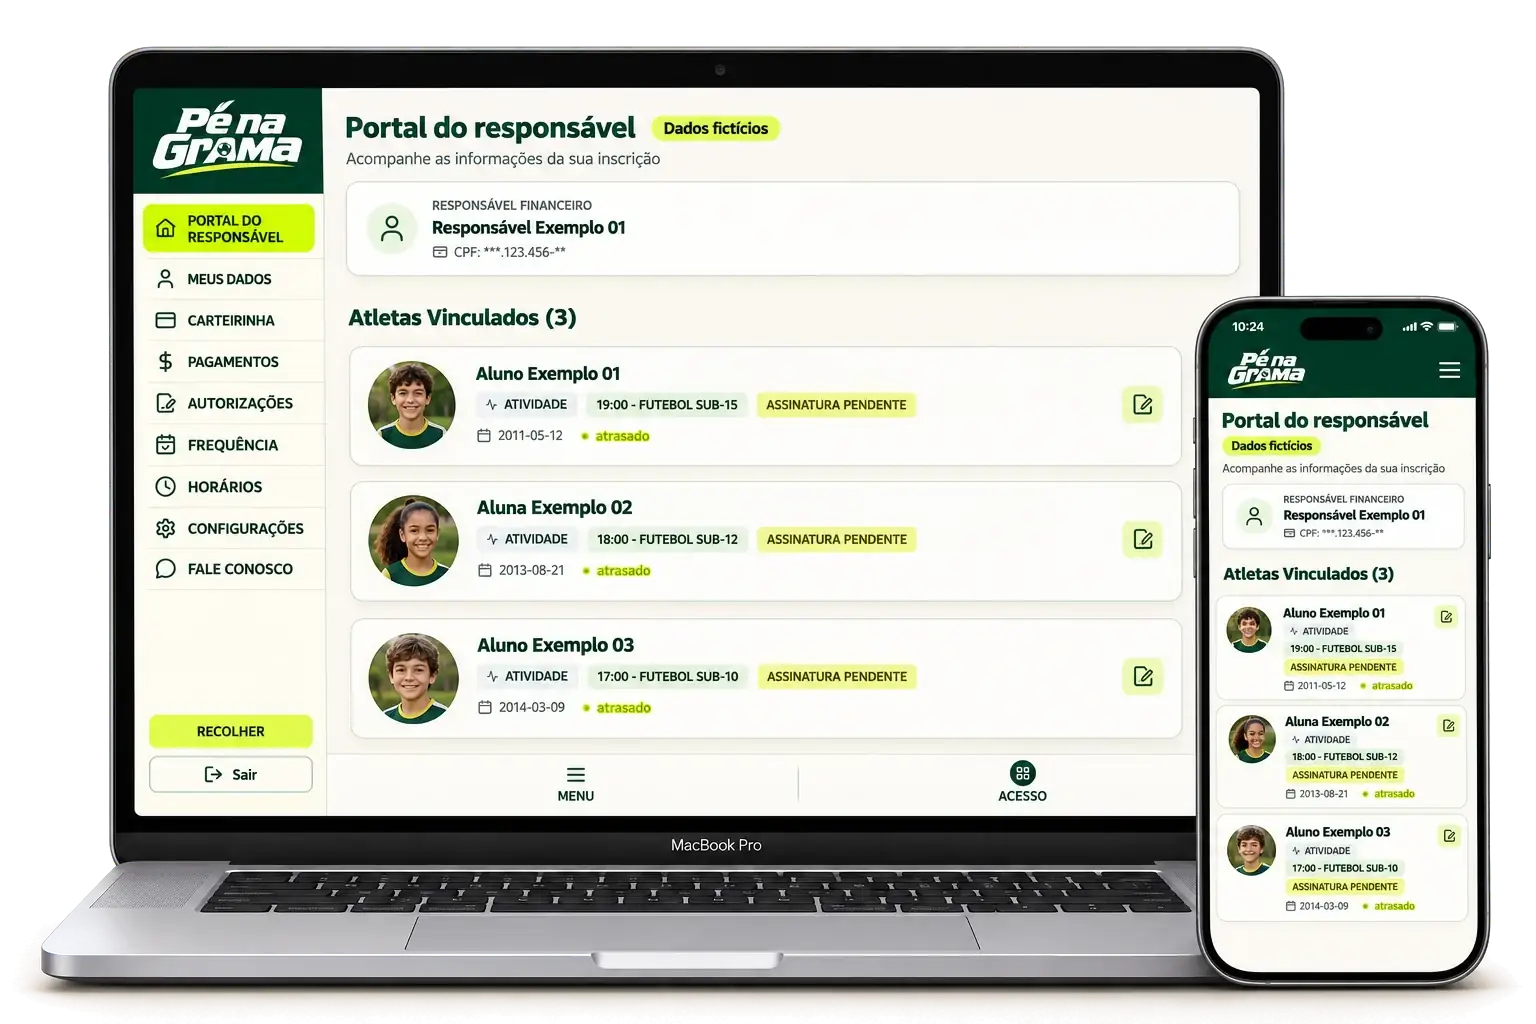 Pé na
GRAMA
PORTAL DO
RESPONSÁVEL
MEUS DADOS
CARTEIRINHA
PAGAMENTOS
AUTORIZAÇÕES
FREQUÊNCIA
HORÁRIOS
CONFIGURAÇÕES
FALE CONOSCO
RECOLHER
Sair
Portal do responsável
Dados fictícios
Acompanhe as informações da sua inscrição
RESPONSÁVEL FINANCEIRO
Responsável Exemplo 01
CPF: ***.123.456-**
Atletas Vinculados (3)
Aluno Exemplo 01
ATIVIDADE 19:00 - FUTEBOL SUB-15 ASSINATURA PENDENTE
2011-05-12 • atrasado
Aluna Exemplo 02
ATIVIDADE 18:00 - FUTEBOL SUB-12 ASSINATURA PENDENTE
2013-08-21 • atrasado
Aluno Exemplo 03
ATIVIDADE 17:00 - FUTEBOL SUB-10 ASSINATURA PENDENTE
2014-03-09 • atrasado
MENU
ACESSO
MacBook Pro
10:24
Pé na
GRAMA
Portal do responsável
Dados fictícios
Acompanhe as informações da sua inscrição
RESPONSÁVEL FINANCEIRO
Responsável Exemplo 01
CPF: ***.123.456-**
Atletas Vinculados (3)
Aluno Exemplo 01
ATIVIDADE
19:00 - FUTEBOL SUB-15
ASSINATURA PENDENTE
2011-05-12 • atrasado
Aluna Exemplo 02
ATIVIDADE
18:00 - FUTEBOL SUB-12
ASSINATURA PENDENTE
2013-08-21 • atrasado
Aluno Exemplo 03
ATIVIDADE
17:00 - FUTEBOL SUB-10
ASSINATURA PENDENTE
2014-03-09 • atrasado